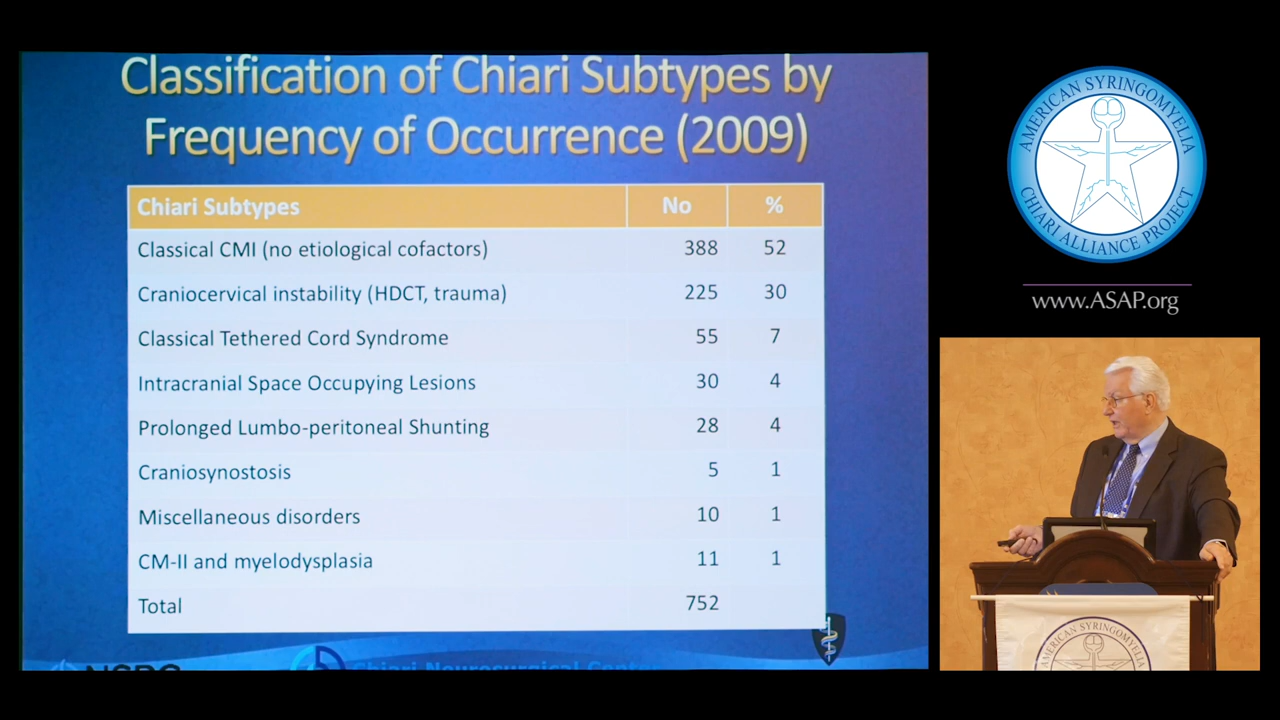 Classification of Chiari Subtypes by
Frequency of Occurrence (2009)
Chiari Subtypes No %
Classical CMI (no etiological cofactors) 388 52
Craniocervical instability (HDCT, trauma) 225 30
Classical Tethered Cord Syndrome 55 7
Intracranial Space Occupying Lesions 30 4
Prolonged Lumbo-peritoneal Shunting 28 4
Craniosynostosis 5 1
Miscellaneous disorders 10 1
CM-II and myelodysplasia 11 1
Total 752
Chiari Neurosurgical
AMERICAN SYRINGOMYELIA
CHIARI ALLIANCE PROJECT
www.ASAP.org
AMERICAN SYRINGOMYELIA